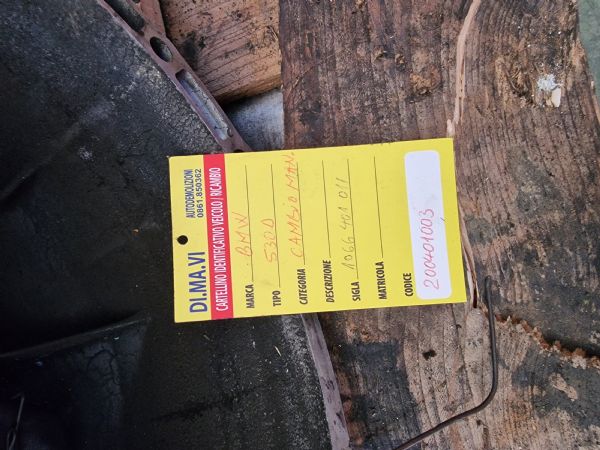 DI.MA.VI AUTODEMOLIZIONI
0861.850362
CARTELLINO IDENTIFICATIVO VEICOLO / RICAMBIO
MARCA BMW
TIPO 530D
CATEGORIA CAMBIO MAN.
DESCRIZIONE
SIGLA 1066 401 011
MATRICOLA
CODICE 200401003